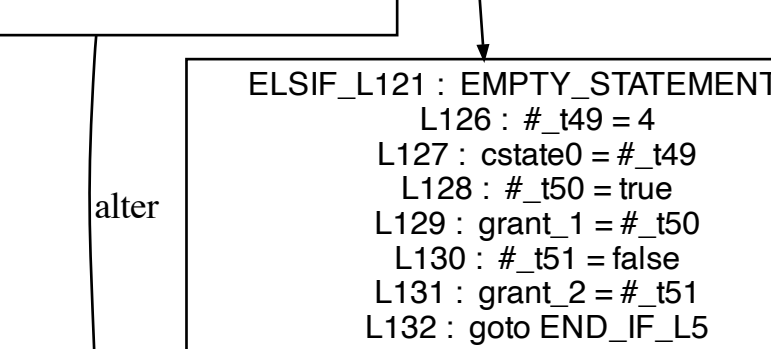 ELSIF_L121 : EMPTY_STATEMENT
L126 : #_t49 = 4
L127 : cstate0 = #_t49
L128 : #_t50 = true
alter
L129 : grant_1 = #_t50
L130 : #_t51 = false
L131 : grant_2 = #_t51
L132 : goto END_IF_L5